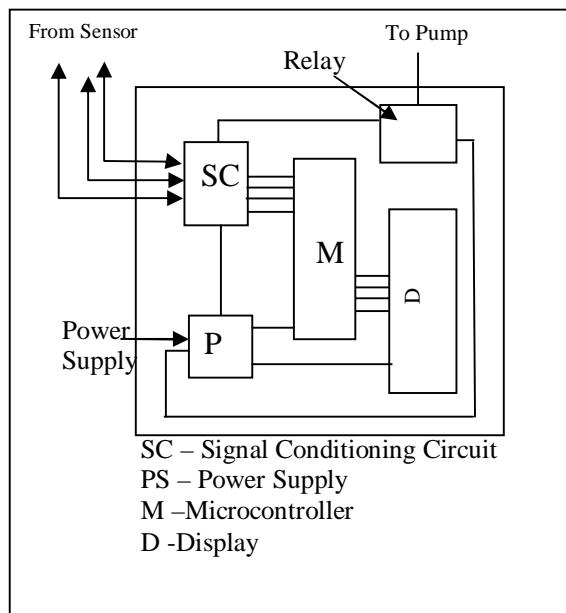 From Sensor
To Pump
Relay
SC
M
D
Power
Supply
P
SC – Signal Conditioning Circuit
PS – Power Supply
M –Microcontroller
D -Display